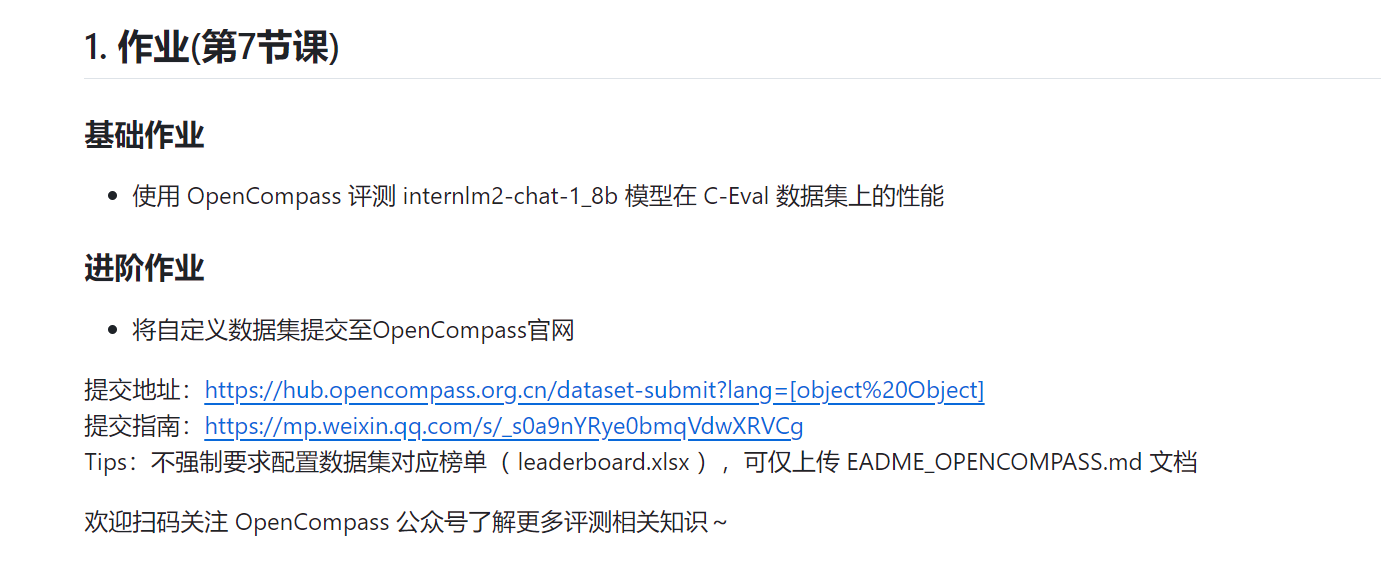 1. 作业(第7节课)
基础作业
使用 OpenCompass 评测 internlm2-chat-1_8b 模型在 C-Eval 数据集上的性能
进阶作业
将自定义数据集提交至OpenCompass官网
提交地址：https://hub.opencompass.org.cn/dataset-submit?lang=[object%20Object]
提交指南：https://mp.weixin.qq.com/s/_s0a9nYRye0bmqVdwXRVCg
Tips：不强制要求配置数据集对应榜单（ leaderboard.xlsx ），可仅上传 EADME_OPENCOMPASS.md 文档
欢迎扫码关注 OpenCompass 公众号了解更多评测相关知识～